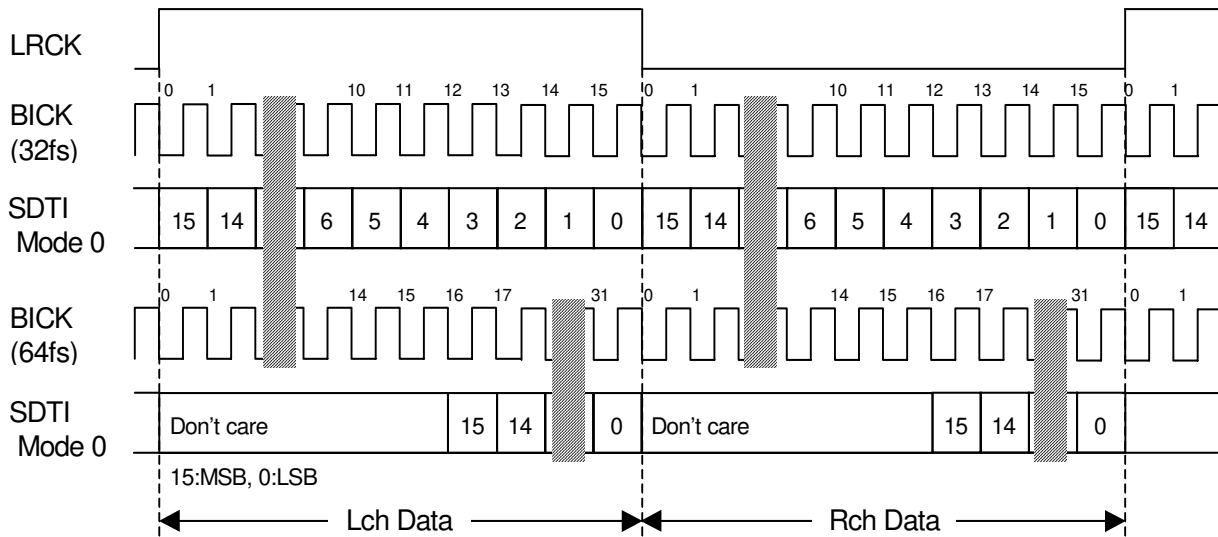 LRCK
0 1 10 11 12 13 14 15 0 1 10 11 12 13 14 15 0 1
BICK
(32fs)
SDTI
Mode 0
15 14 6 5 4 3 2 1 0 15 14 6 5 4 3 2 1 0 15 14
0 1 14 15 16 17 31 0 1 14 15 16 17 31 0 1
BICK
(64fs)
SDTI
Mode 0
Don't care 15 14 0 Don't care 15 14 0
15:MSB, 0:LSB
Lch Data Rch Data